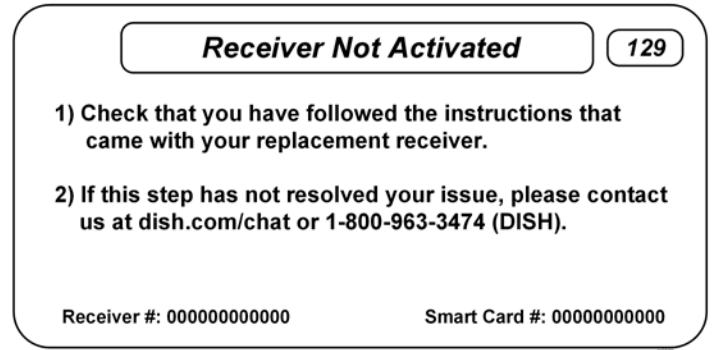 Receiver Not Activated
129
1) Check that you have followed the instructions that
came with your replacement receiver.
2) If this step has not resolved your issue, please contact
us at dish.com/chat or 1-800-963-3474 (DISH).
Receiver #: 000000000000
Smart Card #: 00000000000